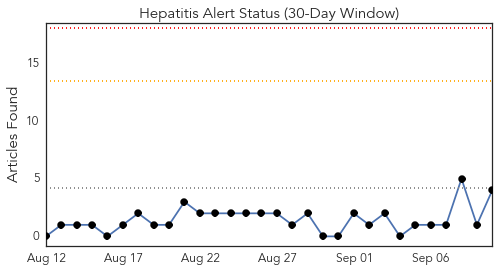 Hepatitis Alert Status (30-Day Window)
Articles Found
15
10
5
0
Aug 12 Aug 17 Aug 22 Aug 27 Sep 01 Sep 06